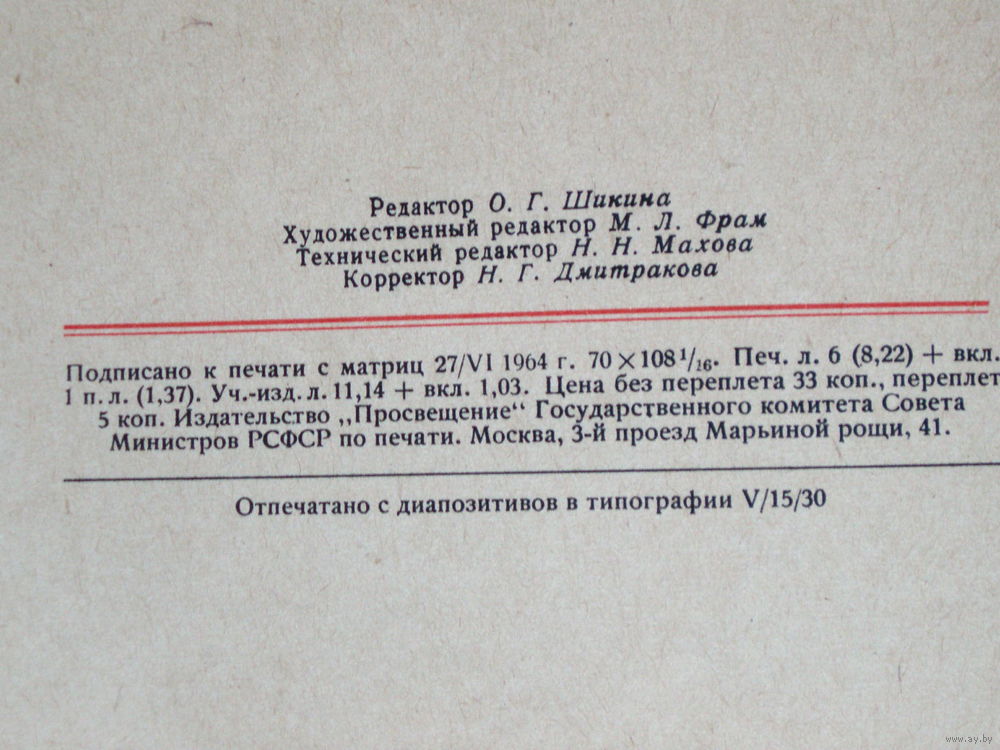 Редактор О. Г. Шикина
Художественный редактор М. Л. Фрам
Технический редактор Н. Н. Махова
Корректор Н. Г. Дмитракова
Подписано к печати с матриц 27/VI 1964 г. 70×108 1/16. Печ. л. 6 (8,22) + вкл.
1 п. л. (1,37). Уч.-изд. л. 11,14 + вкл. 1,03. Цена без переплета 33 коп., переплет
5 коп. Издательство „Просвещение“ Государственного комитета Совета
Министров РСФСР по печати. Москва, 3-й проезд Марьиной рощи, 41.
Отпечатано с диапозитивов в типографии V/15/30
www.ay.by